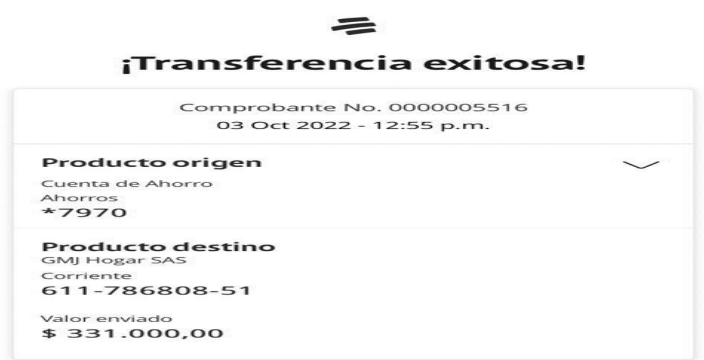 ¡Transferencia exitosa!
Comprobante No. 0000005516
03 Oct 2022 - 12:55 p.m.
Producto origen
Cuenta de Ahorro
Ahorros
*7970
Producto destino
GMJ Hogar SAS
Corriente
611-786808-51
Valor enviado
$ 331.000,00